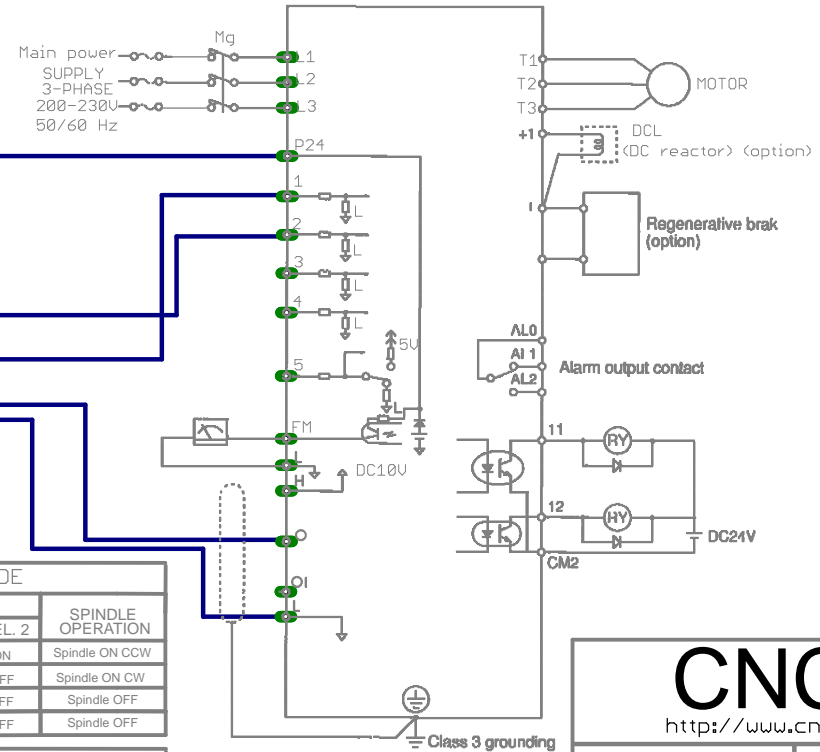 Mg
Main power
SUPPLY
3-PHASE
200-230V
50/60 Hz
L1
L2
L3
P24
1
L
2
L
3
L
4
L
5V
5
L
FM
L
H
DC10V
O
OI
L
T1
T2
T3
MOTOR
+1
DCL
(DC reactor) (option)
Regenerative brak
(option)
AL0
AL1
AL2
Alarm output contact
11
RY
12
RY
DC24V
CM2
Class 3 grounding
DE
EL. 2
SPINDLE
OPERATION
ON
Spindle ON CCW
FF
Spindle ON CW
FF
Spindle OFF
FF
Spindle OFF
CNC
http://www.cn